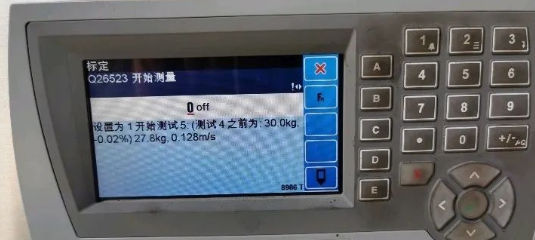 标定
Q26523 开始测量
0 off
设置为 1 开始测试 5. (测试 4 之前为: 30.0kg,
-0.02%) 27.8kg, 0.128m/s
8986 T
A
B
C
D
E
1
2
3
4
5
6
7
8
9
•
0
+/-